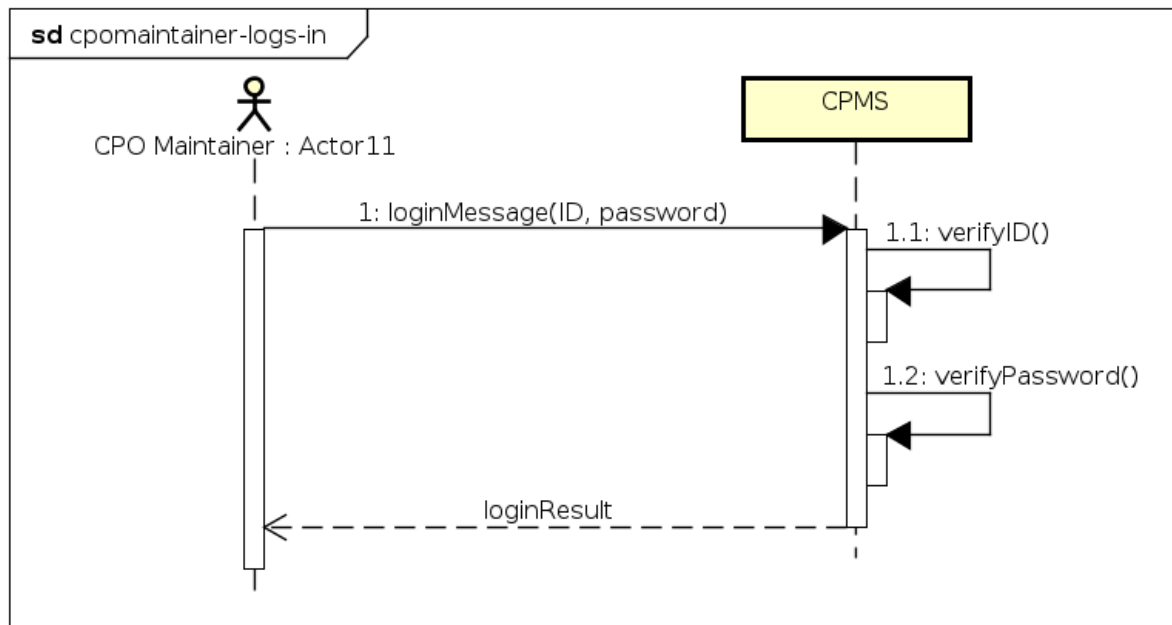 sd cpomaintainer-logs-in
CPMS
CPO Maintainer : Actor11
1: loginMessage(ID, password)
1.1: verifyID()
1.2: verifyPassword()
loginResult